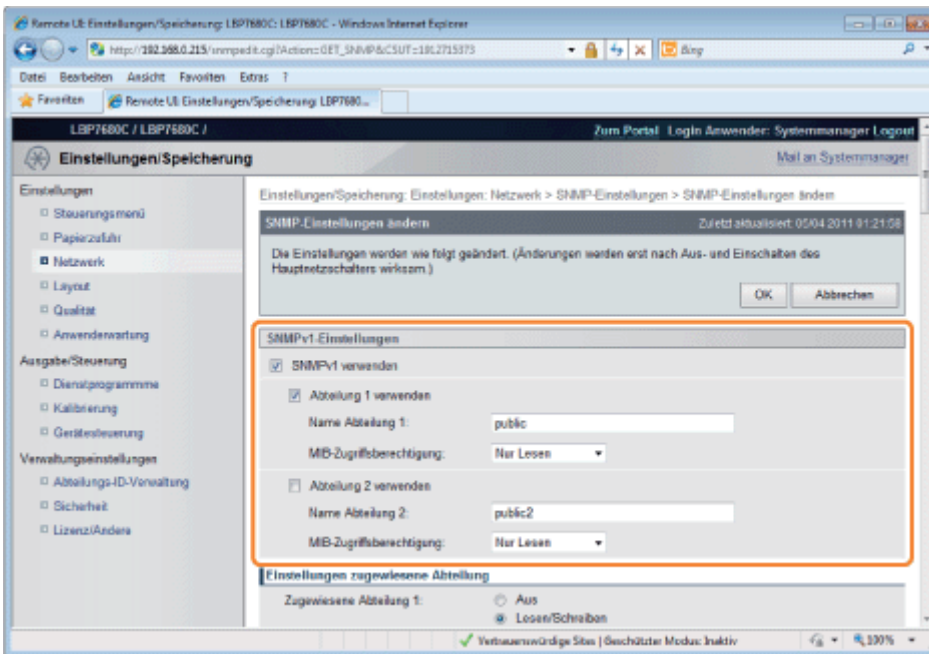 Remote UI: Einstellungen/Speicherung: LBP7680C: LBP7680C - Windows Internet Explorer
Bing
Datei Bearbeiten Ansicht Favoriten Extras ?
Favoriten Remote UI: Einstellungen/Speicherung: LBP7680...
LBP7680C / LBP7680C / Zum Portal Login Anwender: Systemmanager Logout
Einstellungen/Speicherung Mail an Systemmanager
Einstellungen
Steuerungsmenü
Papierzufuhr
Netzwerk
Layout
Qualität
Anwenderwartung
Ausgabe/Steuerung
Dienstprogramme
Kalibrierung
Gerätesteuerung
Verwaltungseinstellungen
Abteilungs-ID-Verwaltung
Sicherheit
Lizenz/Andere
Einstellungen/Speicherung: Einstellungen: Netzwerk > SNMP-Einstellungen > SNMP-Einstellungen ändern
SNMP-Einstellungen ändern Zuletzt aktualisiert: 05/04 2011 01:21:58
Die Einstellungen werden wie folgt geändert. (Änderungen werden erst nach Aus- und Einschalten des
Hauptnetzschalters wirksam.)
OK Abbrechen
SNMPv1-Einstellungen
SNMPv1 verwenden
Abteilung 1 verwenden
Name Abteilung 1: public
MIB-Zugriffsberechtigung: Nur Lesen
Abteilung 2 verwenden
Name Abteilung 2: public2
MIB-Zugriffsberechtigung: Nur Lesen
Einstellungen zugewiesene Abteilung
Zugewiesene Abteilung 1: Aus
Lesen/Schreiben
Vertrauenswürdige Sites | Geschützter Modus: Inaktiv 100%